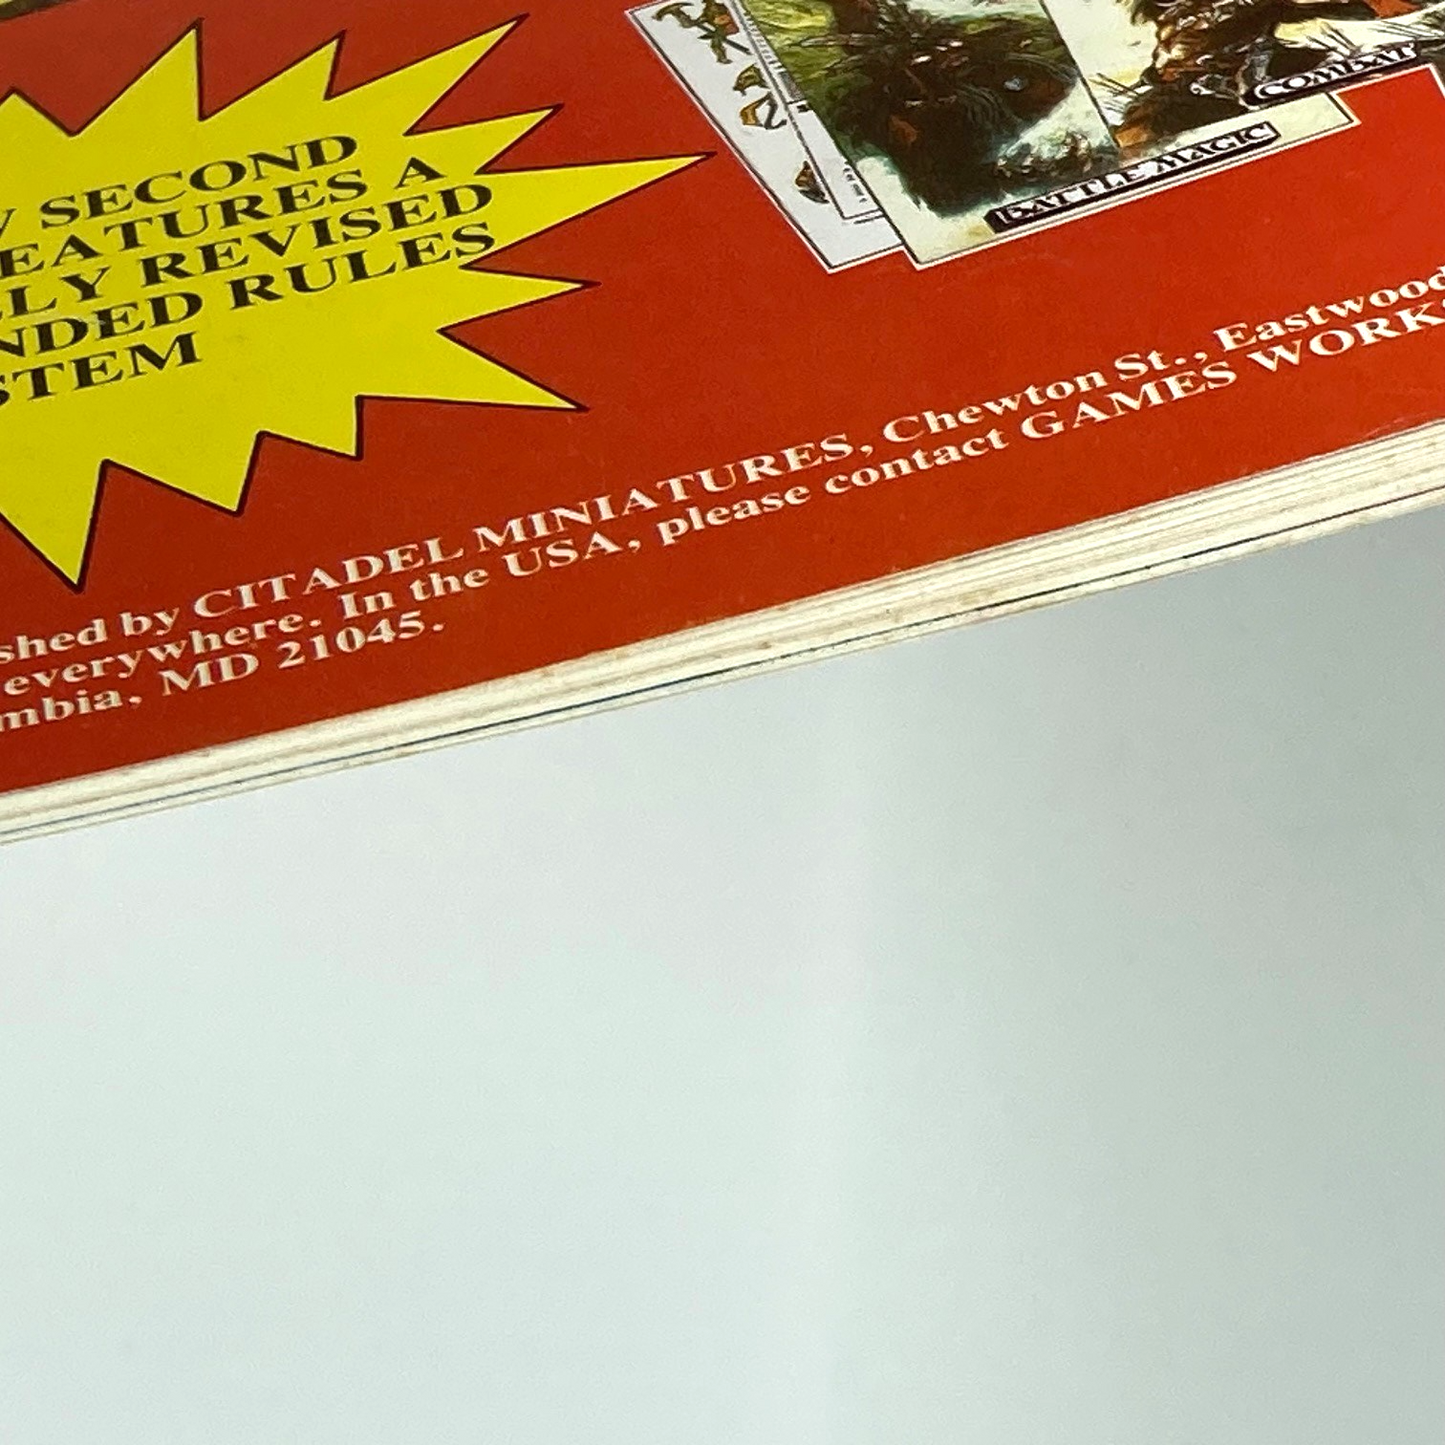 COMBAT
BATTLE MAGIC
SECOND
EATURES A
LY REVISED
NDED RULES
STEM
shed by CITADEL MINIATURES, Chewton St., Eastwood
everywhere. In the USA, please contact GAMES WORKS
mbia, MD 21045.